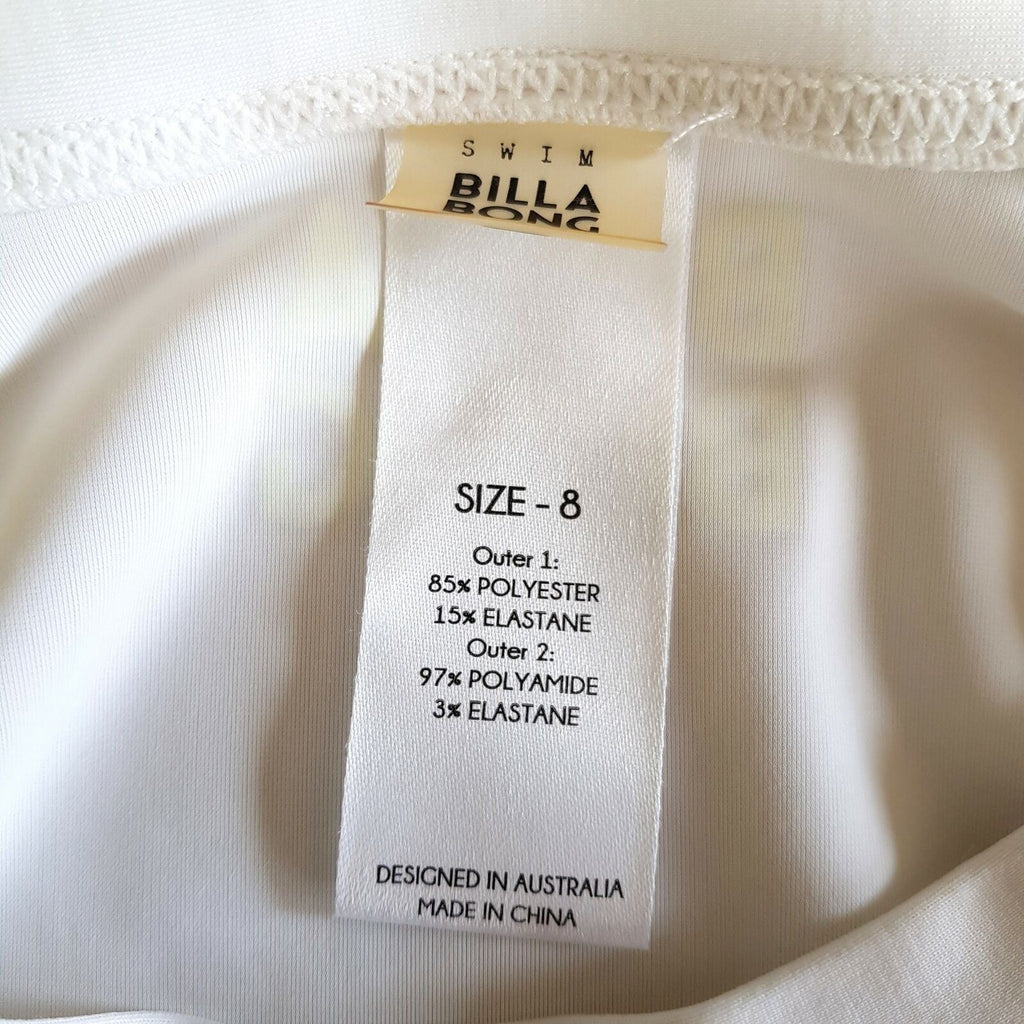 SWIM
BILLA
BONG
SIZE - 8
Outer 1:
85% POLYESTER
15% ELASTANE
Outer 2:
97% POLYAMIDE
3% ELASTANE
DESIGNED IN AUSTRALIA
MADE IN CHINA